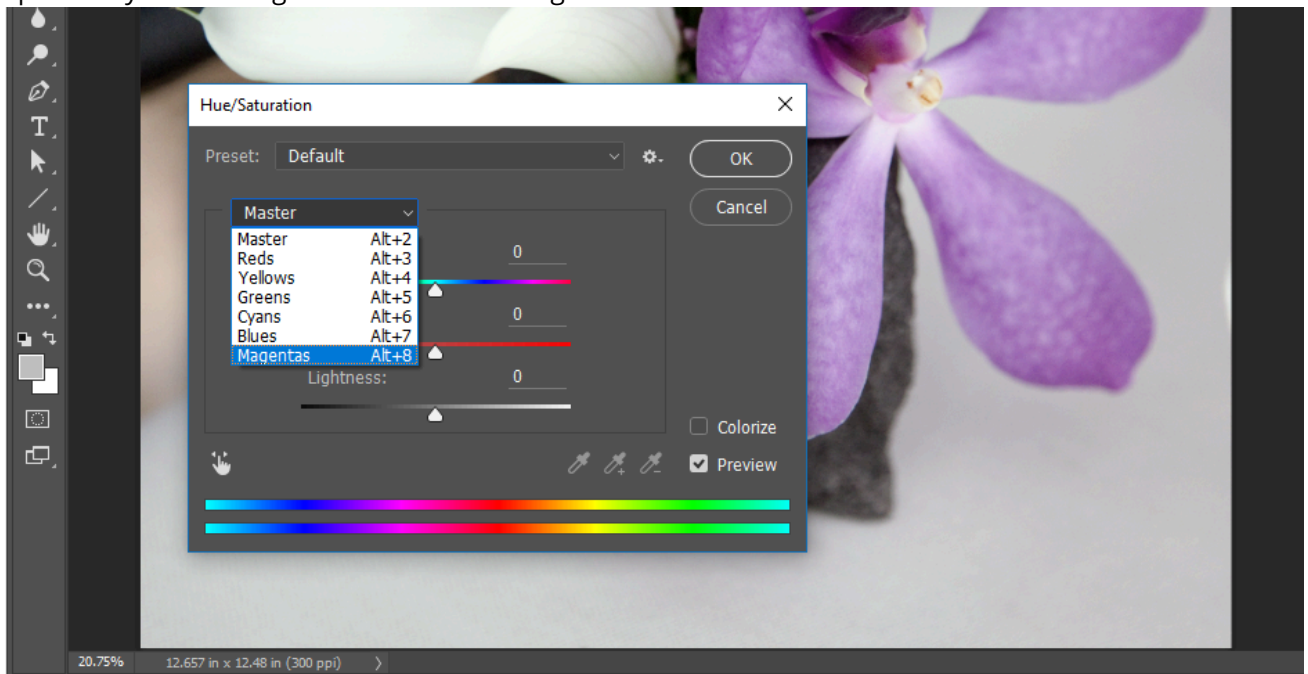 Hue/Saturation
Preset: Default
OK
Cancel
Master
Master Alt+2
Reds Alt+3
Yellows Alt+4
Greens Alt+5
Cyans Alt+6
Blues Alt+7
Magentas Alt+8
0
0
Lightness: 0
Colorize
Preview
T
20.75% 12.657 in x 12.48 in (300 ppi)